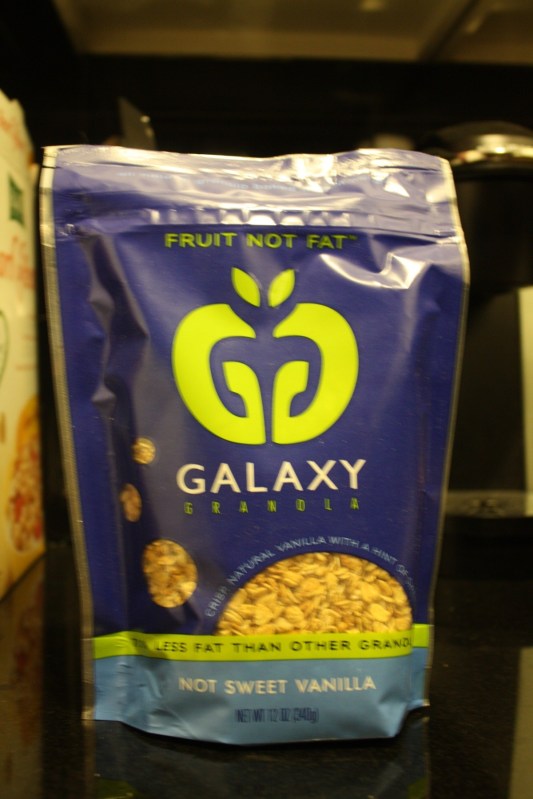 FRUIT NOT FAT™
GALAXY
GRANOLA
CRISP NATURAL VANILLA WITH A HINT OF
LESS FAT THAN OTHER
NOT SWEET VANILLA
NET WT 12 OZ (340g)